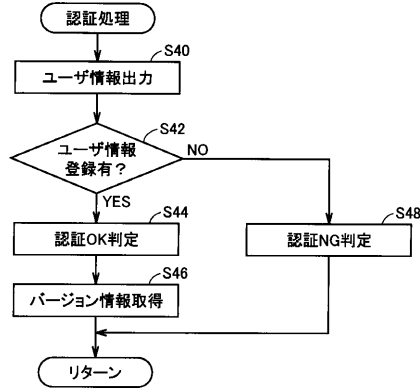 認証処理
S40
ユーザ情報出力
S42
ユーザ情報
登録有？
NO
YES
S44
認証OK判定
S48
認証NG判定
S46
バージョン情報取得
リターン